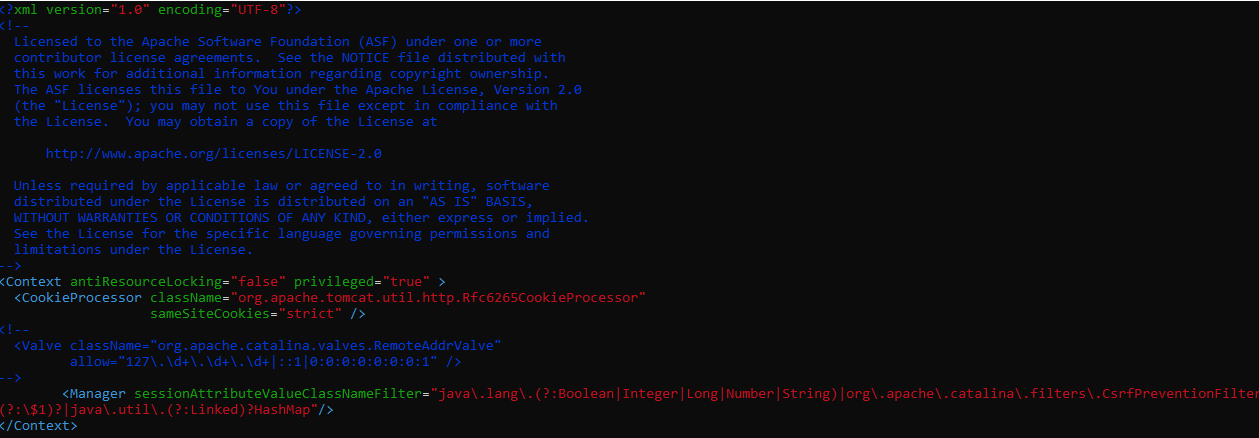 <?xml version="1.0" encoding="UTF-8"?>
<!--
  Licensed to the Apache Software Foundation (ASF) under one or more
  contributor license agreements.  See the NOTICE file distributed with
  this work for additional information regarding copyright ownership.
  The ASF licenses this file to You under the Apache License, Version 2.0
  (the "License"); you may not use this file except in compliance with
  the License.  You may obtain a copy of the License at

      http://www.apache.org/licenses/LICENSE-2.0

  Unless required by applicable law or agreed to in writing, software
  distributed under the License is distributed on an "AS IS" BASIS,
  WITHOUT WARRANTIES OR CONDITIONS OF ANY KIND, either express or implied.
  See the License for the specific language governing permissions and
  limitations under the License.
-->
<Context antiResourceLocking="false" privileged="true" >
  <CookieProcessor className="org.apache.tomcat.util.http.Rfc6265CookieProcessor"
                   sameSiteCookies="strict" />
<!--
  <Valve className="org.apache.catalina.valves.RemoteAddrValve"
         allow="127\.\d+\.\d+\.\d+|::1|0:0:0:0:0:0:0:1" />
-->
        <Manager sessionAttributeValueClassNameFilter="java\.lang\.(?:Boolean|Integer|Long|Number|String)|org\.apache\.catalina\.filters\.CsrfPreventionFilter
(?:\$1)?|java\.util\.(?:Linked)?HashMap"/>
</Context>